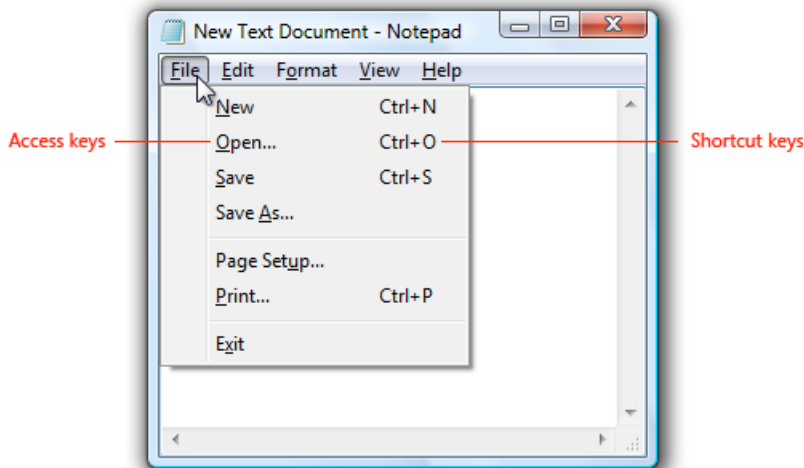 New Text Document - Notepad
File Edit Format View Help
New Ctrl+N
Access keys Open... Ctrl+O Shortcut keys
Save Ctrl+S
Save As...
Page Setup...
Print... Ctrl+P
Exit